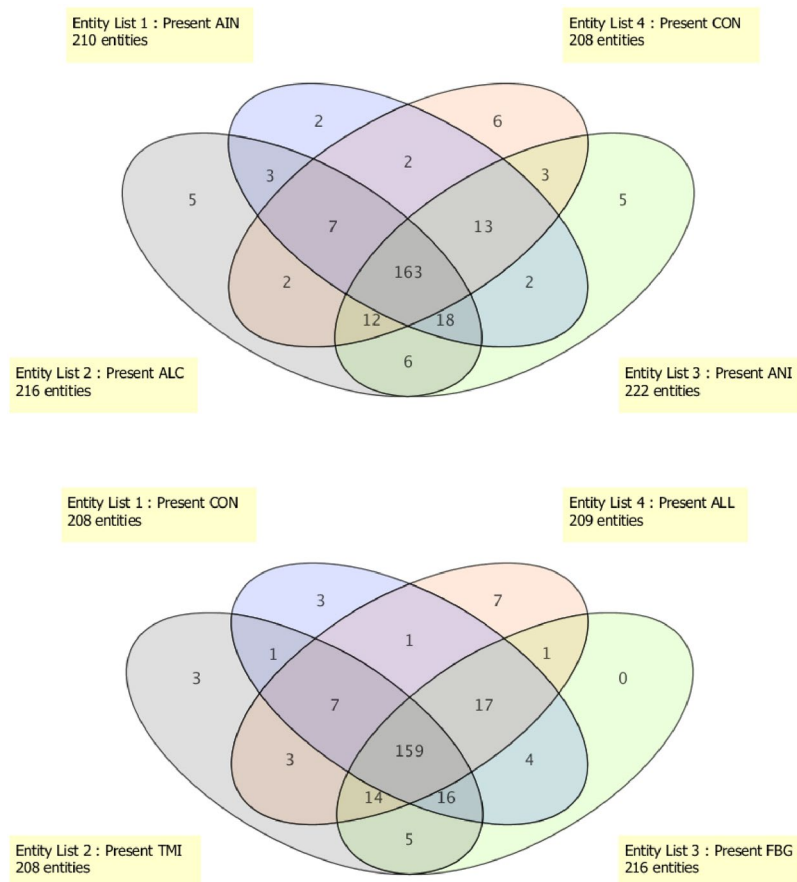 Entity List 1 : Present AIN
210 entities
Entity List 4 : Present CON
208 entities
2
6
3
2
3
5
5
7
13
163
2
2
12
18
6
Entity List 2 : Present ALC
216 entities
Entity List 3 : Present ANI
222 entities
Entity List 1 : Present CON
208 entities
Entity List 4 : Present ALL
209 entities
3
7
1
1
1
3
0
7
17
159
3
4
14
16
5
Entity List 2 : Present TMI
208 entities
Entity List 3 : Present FBG
216 entities